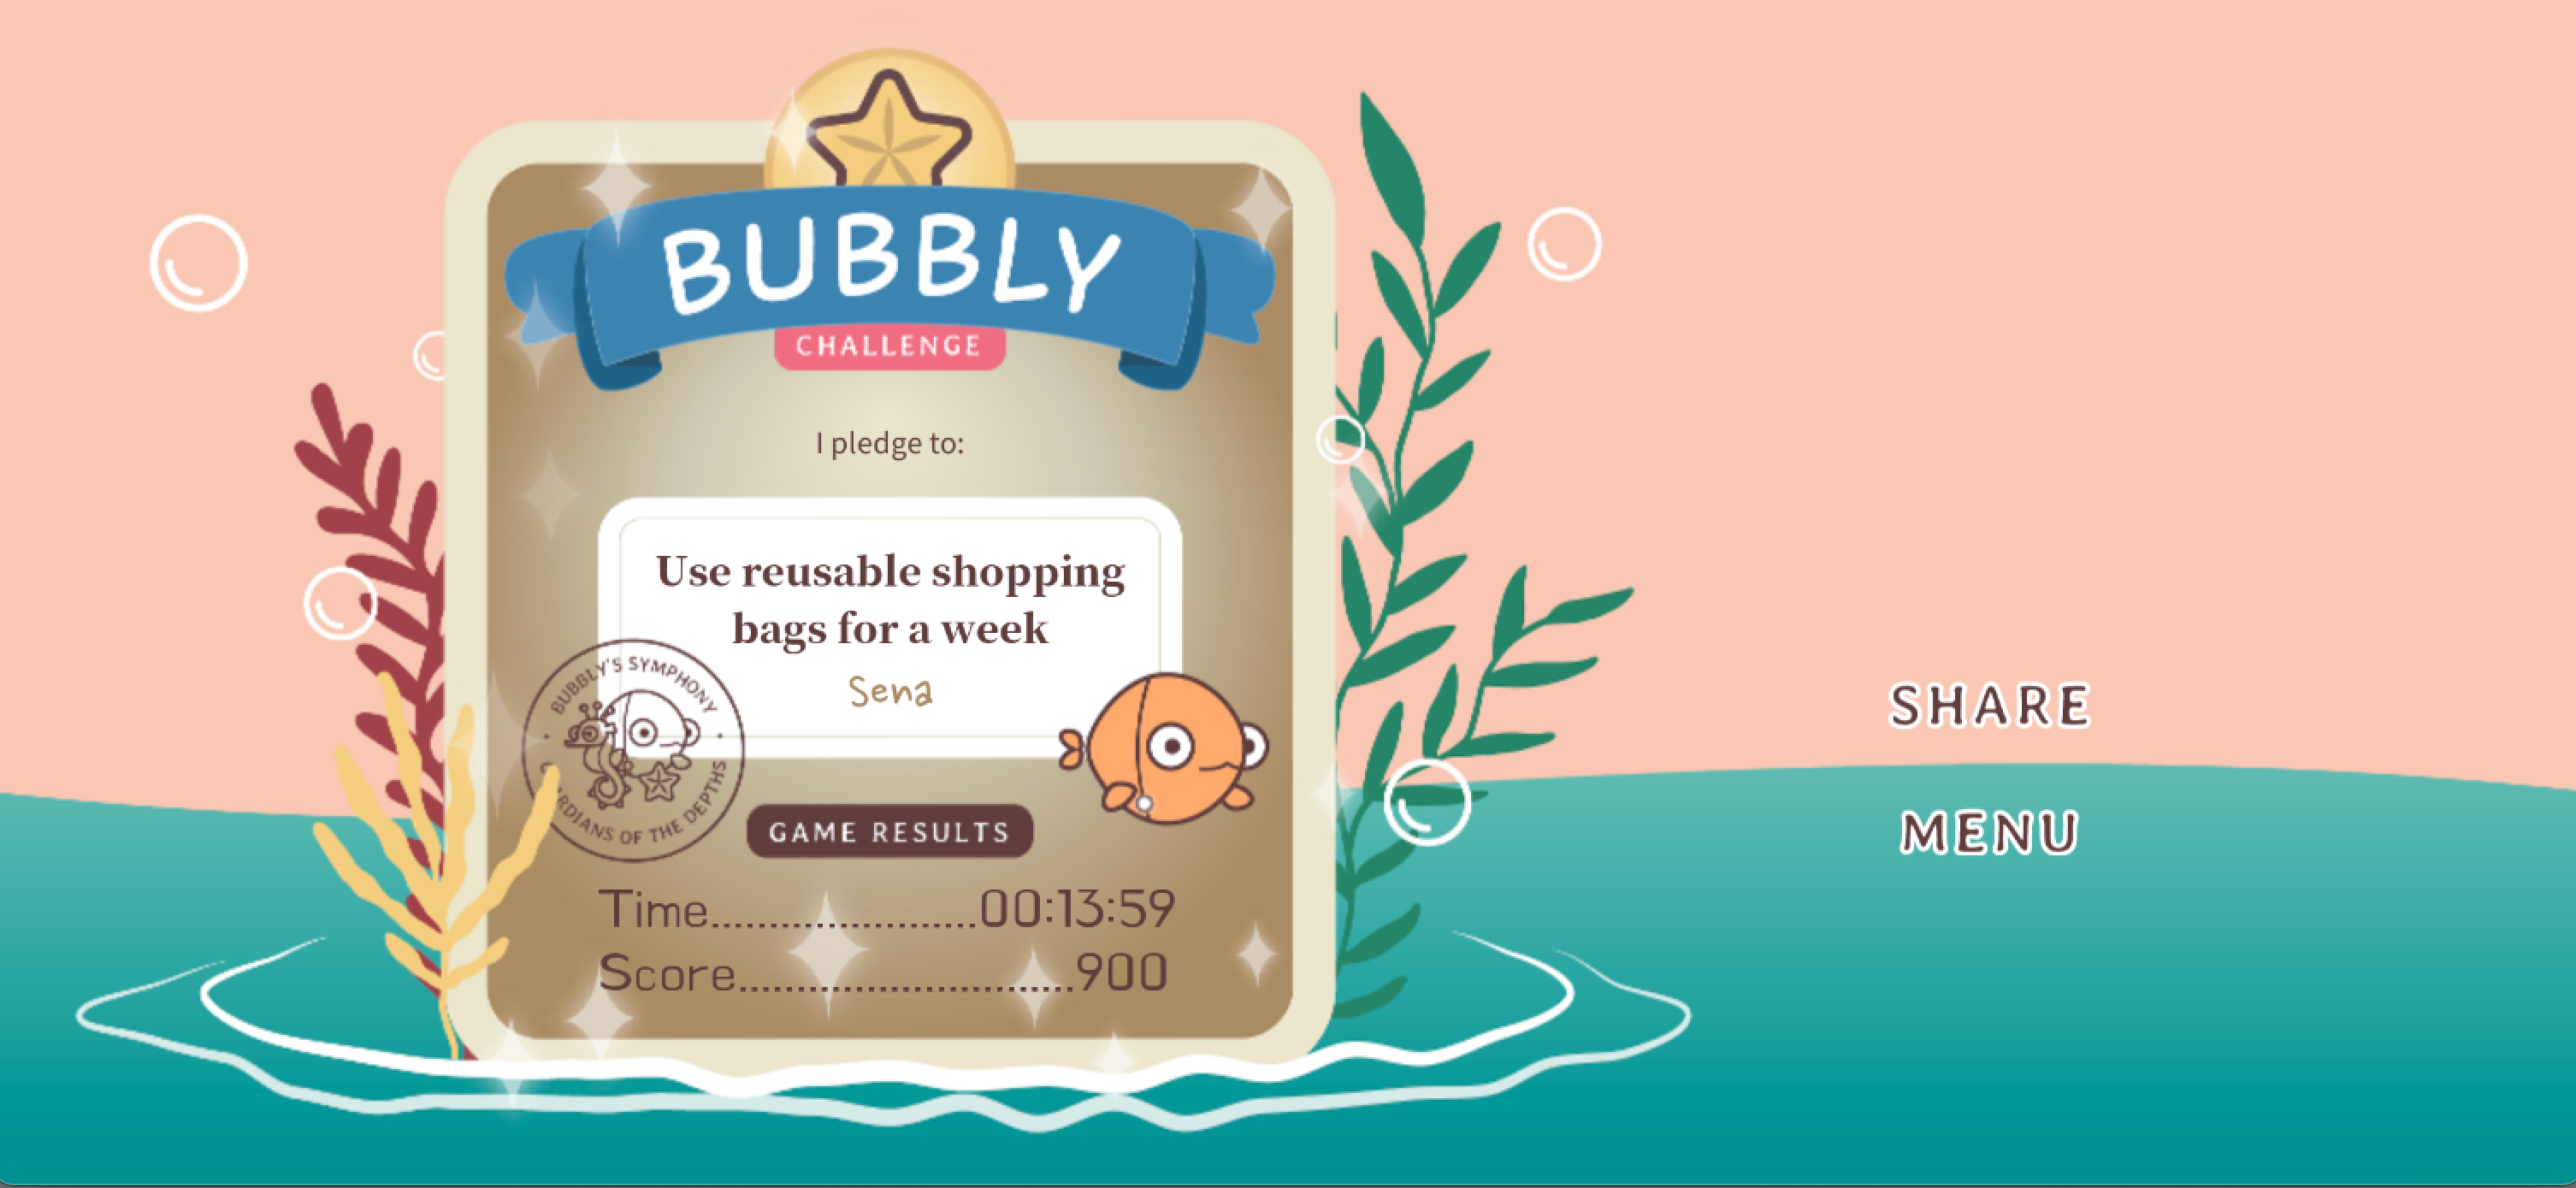 BUBBLY
CHALLENGE
I pledge to:
Use reusable shopping
bags for a week
Sena
BUBBLY'S SYMPHONY
OF THE DEPTHS
GAME RESULTS
Time......................00:13:59
Score............................900
SHARE
MENU